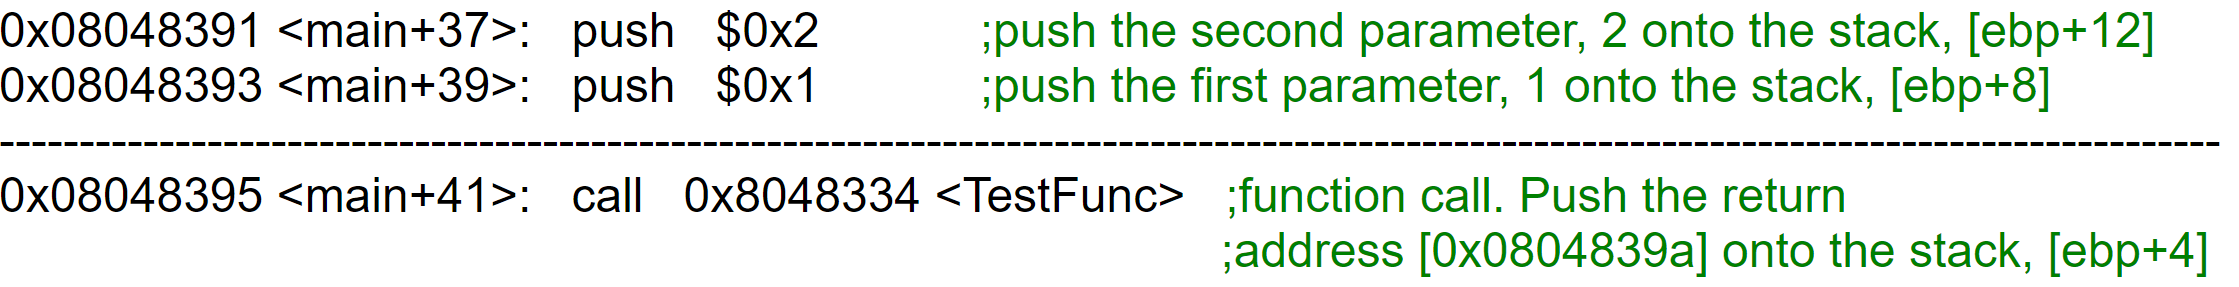 0x08048391 <main+37>: push $0x2 ;push the second parameter, 2 onto the stack, [ebp+12]
0x08048393 <main+39>: push $0x1 ;push the first parameter, 1 onto the stack, [ebp+8]
-----------------------------------------------------------------------------------------------------------------------------------------
0x08048395 <main+41>: call 0x8048334 <TestFunc> ;function call. Push the return
;address [0x0804839a] onto the stack, [ebp+4]